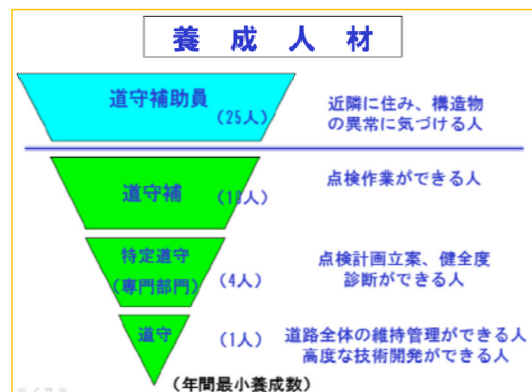 養成人材
道守補助員
(25人)
近隣に住み、構造物
の異常に気づける人
道守補
点検作業ができる人
特定道守
(専門部門)
(4人)
点検計画立案、健全度
診断ができる人
道守
(1人)
道路全体の維持管理ができる人
高度な技術開発ができる人
(年間最小養成数)